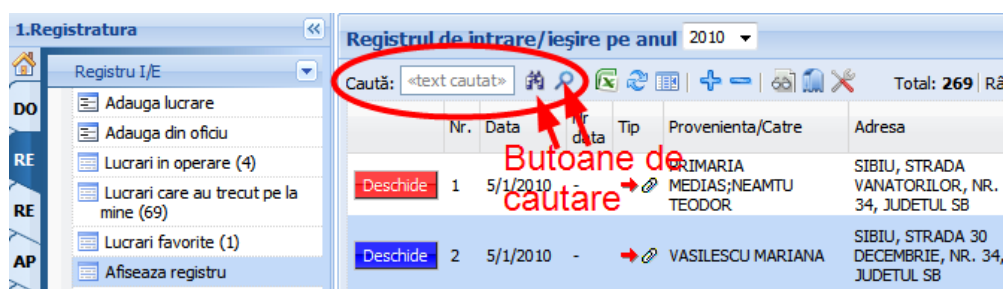 1.Registratura
Registrul de intrare/ieşire pe anul 2010
Registru I/E
Caută: «text cautat»
Total: 269 Râ
DO
Adauga lucrare
Adauga din oficiu
RE
Lucrari in operare (4)
Lucrari care au trecut pe la
mine (69)
RE
Lucrari favorite (1)
AP
Afiseaza registru
Nr. Data Nr data Tip Provenienta/Catre Adresa
Butoane de
cautare
Deschide 1 5/1/2010 -
PRIMARIA
MEDIAS;NEAMTU
TEODOR
SIBIU, STRADA
VANATORILOR, NR.
34, JUDETUL SB
Deschide 2 5/1/2010 - VASILESCU MARIANA
SIBIU, STRADA 30
DECEMBRIE, NR. 34,
JUDETUL SB